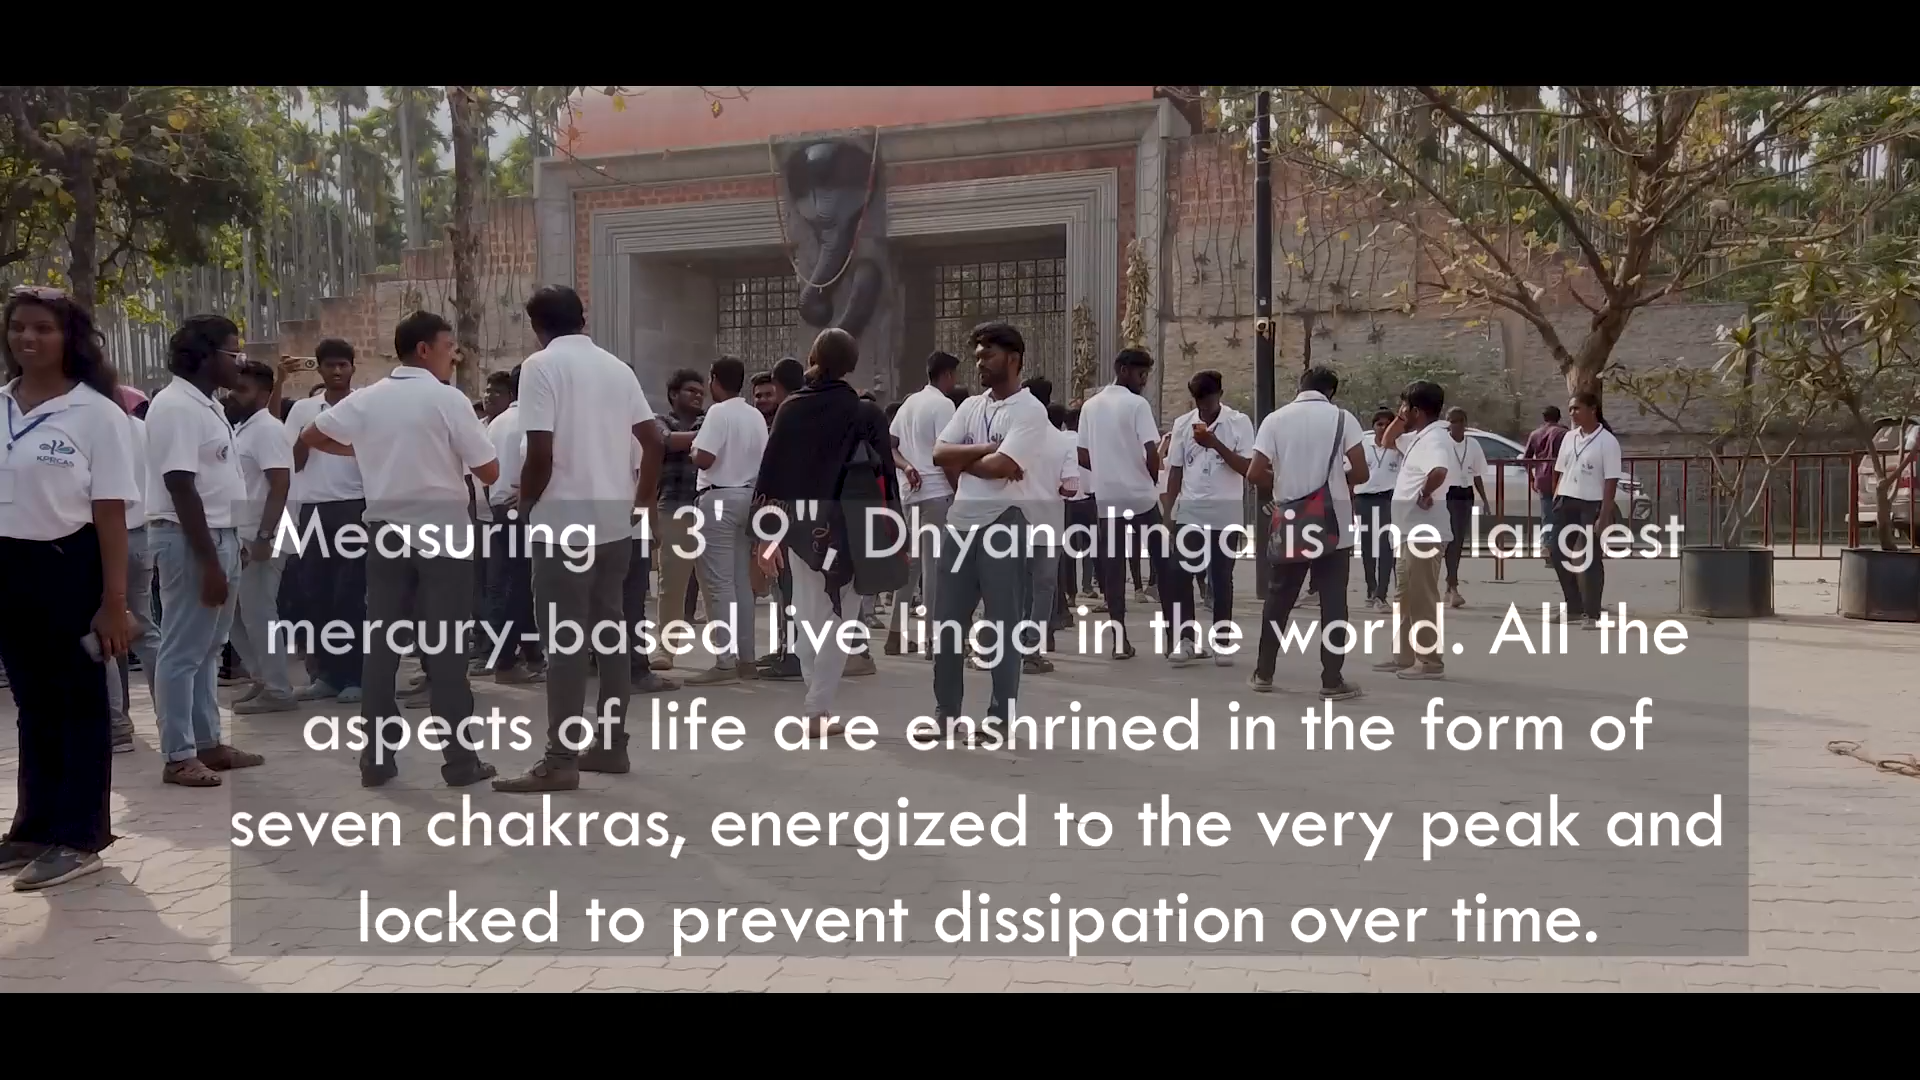 KPRCAS
Measuring 13' 9", Dhyanalinga is the largest
mercury-based live linga in the world. All the
aspects of life are enshrined in the form of
seven chakras, energized to the very peak and
locked to prevent dissipation over time.